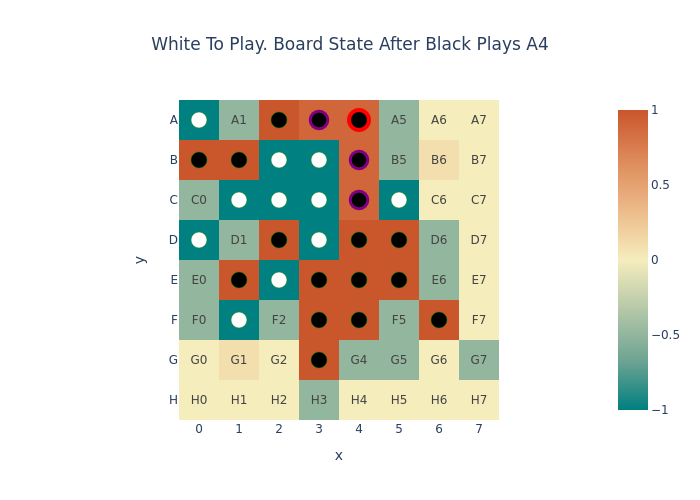 White To Play. Board State After Black Plays A4
A A1 A5 A6 A7 1
B B5 B6 B7 0.5
C C0 C6 C7
D D1 D6 D7 0
y
E E0 E6 E7
F F0 F2 F5 F7 −0.5
G G0 G1 G2 G4 G5 G6 G7
H H0 H1 H2 H3 H4 H5 H6 H7 −1
0 1 2 3 4 5 6 7
x